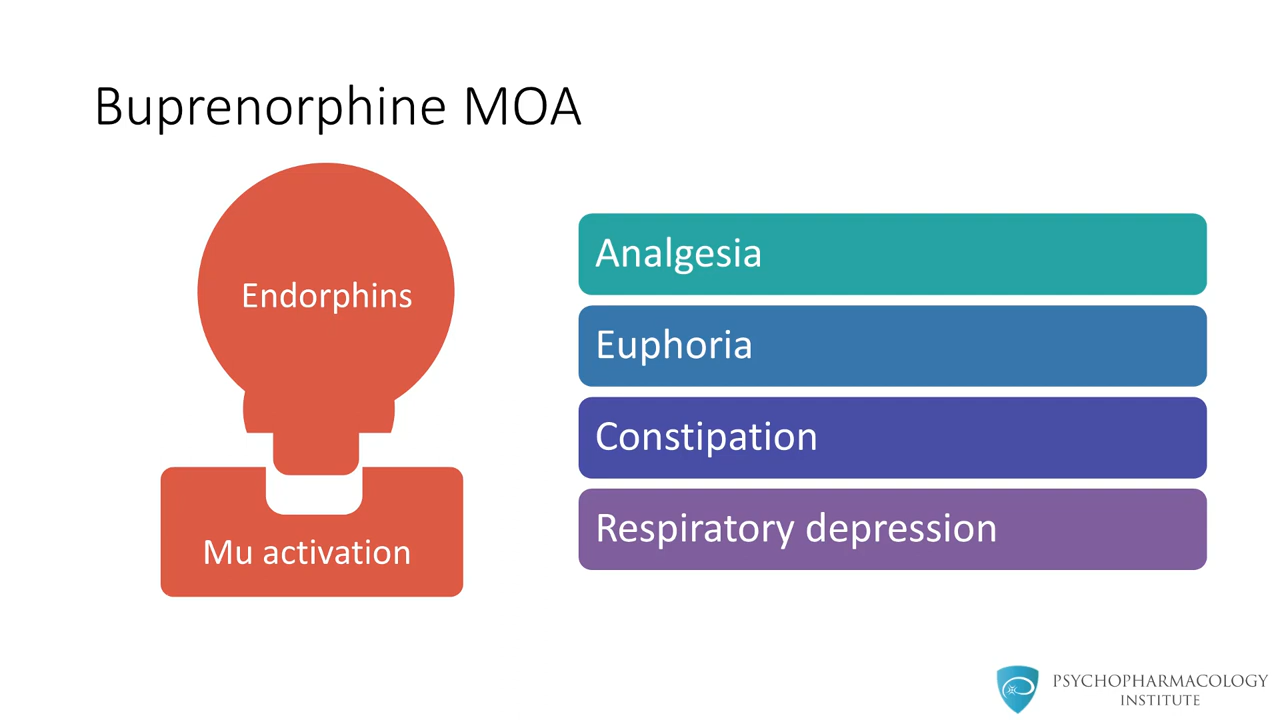 Buprenorphine MOA
Endorphins
Mu activation
Analgesia
Euphoria
Constipation
Respiratory depression
PSYCHOPHARMACOLOGY
INSTITUTE